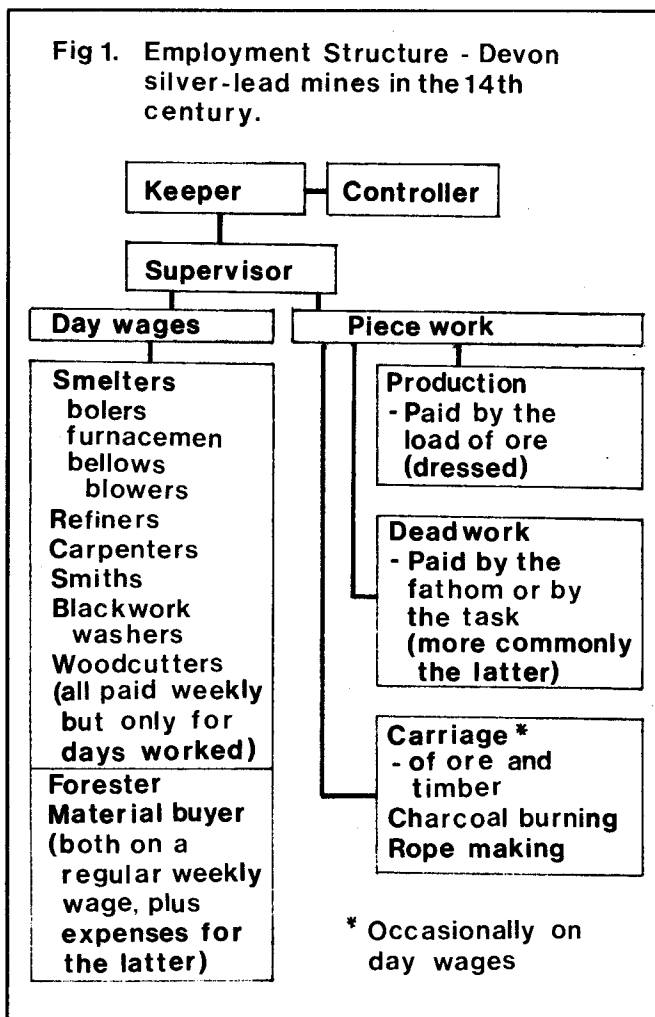 Fig 1. Employment Structure - Devon
silver-lead mines in the 14th
century.
Keeper
Controller
Supervisor
Day wages
Smelters
bolers
furnacemen
bellows
blowers
Refiners
Carpenters
Smiths
Blackwork
washers
Woodcutters
(all paid weekly
but only for
days worked)
Forester
Material buyer
(both on a
regular weekly
wage, plus
expenses for
the latter)
Piece work
Production
- Paid by the
load of ore
(dressed)
Deadwork
- Paid by the
fathom or by
the task
(more commonly
the latter)
Carriage *
- of ore and
timber
Charcoal burning
Rope making
* Occasionally on
day wages